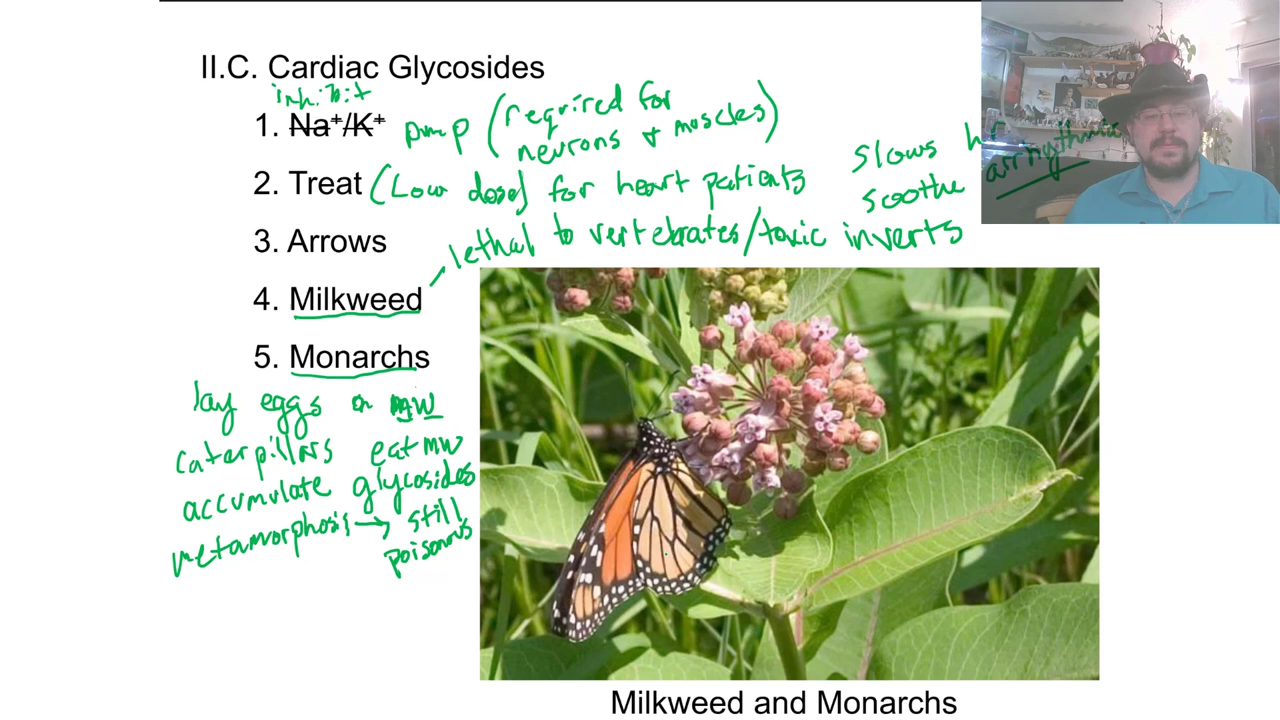 II.C. Cardiac Glycosides
inhibit
1. Na+/K+ pump (required for
neurons & muscles)
2. Treat (Low dose) for heart patients
slows
arrhythmic
soothe
3. Arrows
lethal to vertebrates/toxic inverts
4. Milkweed
5. Monarchs
lay eggs on mw
caterpillars eat mw
accumulate glycosides
metamorphosis → still
poisonous
Milkweed and Monarchs